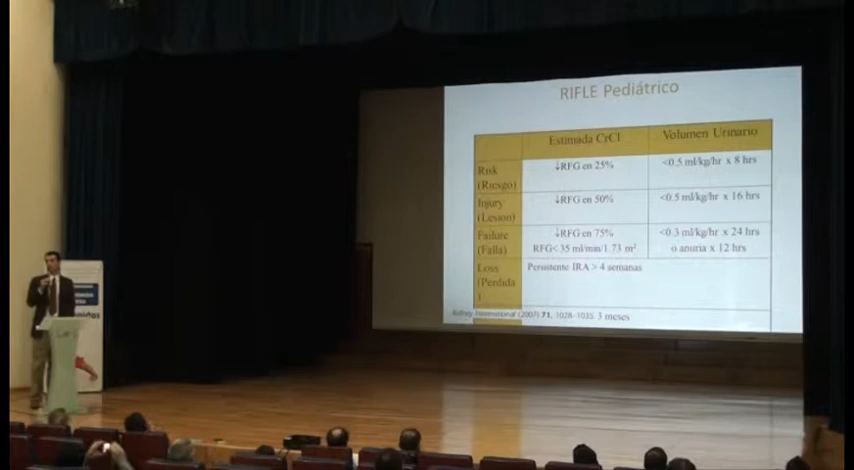 RIFLE Pediátrico
Estimada CrCl
Volumen Urinario
Risk
(Riesgo)
↓RFG en 25%
<0.5 ml/kg/hr x 8 hrs
Injury
(Lesion)
↓RFG en 50%
<0.5 ml/kg/hr x 16 hrs
Failure
(Falla)
↓RFG en 75%
RFG< 35 ml/min/1.73 m²
<0.3 ml/kg/hr x 24 hrs
o anuria x 12 hrs
Loss
(Perdida
)
Persistente IRA > 4 semanas
Kidney International (2007) 71, 1028-1035
3 meses